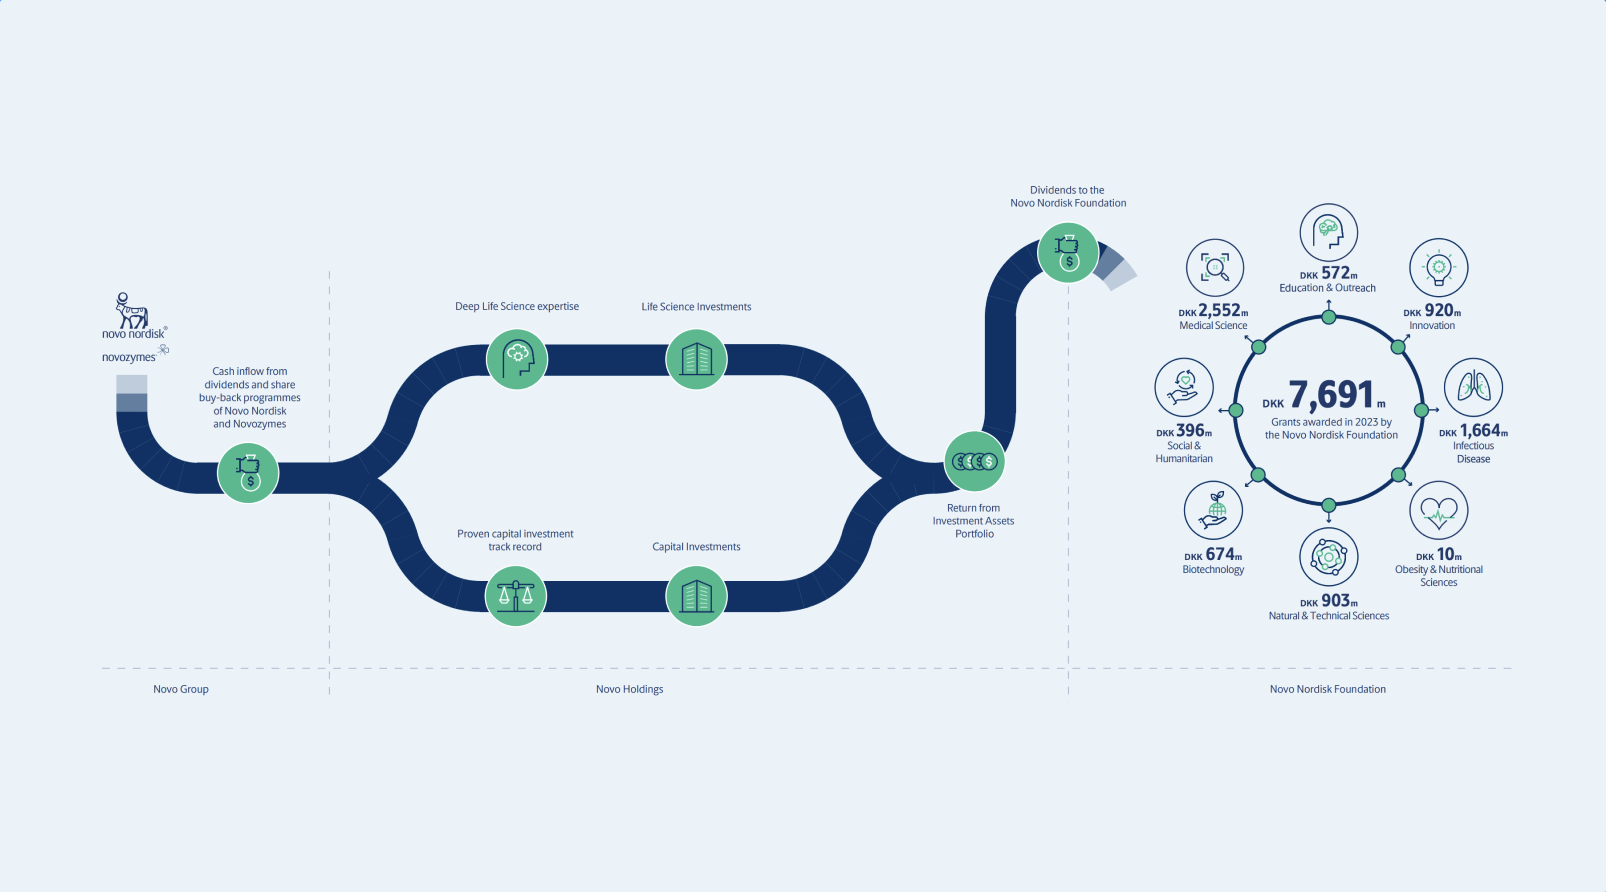 novo nordisk®
novozymes
Cash inflow from
dividends and share
buy-back programmes
of Novo Nordisk
and Novozymes
$
Deep Life Science expertise
Life Science Investments
Proven capital investment
track record
Capital Investments
$ $ $ $
Return from
Investment Assets
Portfolio
Dividends to the
Novo Nordisk Foundation
$
DKK 572m
Education & Outreach
DKK 2,552m
Medical Science
DKK 920m
Innovation
DKK 396m
Social &
Humanitarian
DKK 7,691m
Grants awarded in 2023 by
the Novo Nordisk Foundation
DKK 1,664m
Infectious
Disease
DKK 674m
Biotechnology
DKK 10m
Obesity & Nutritional
Sciences
DKK 903m
Natural & Technical Sciences
Novo Group
Novo Holdings
Novo Nordisk Foundation